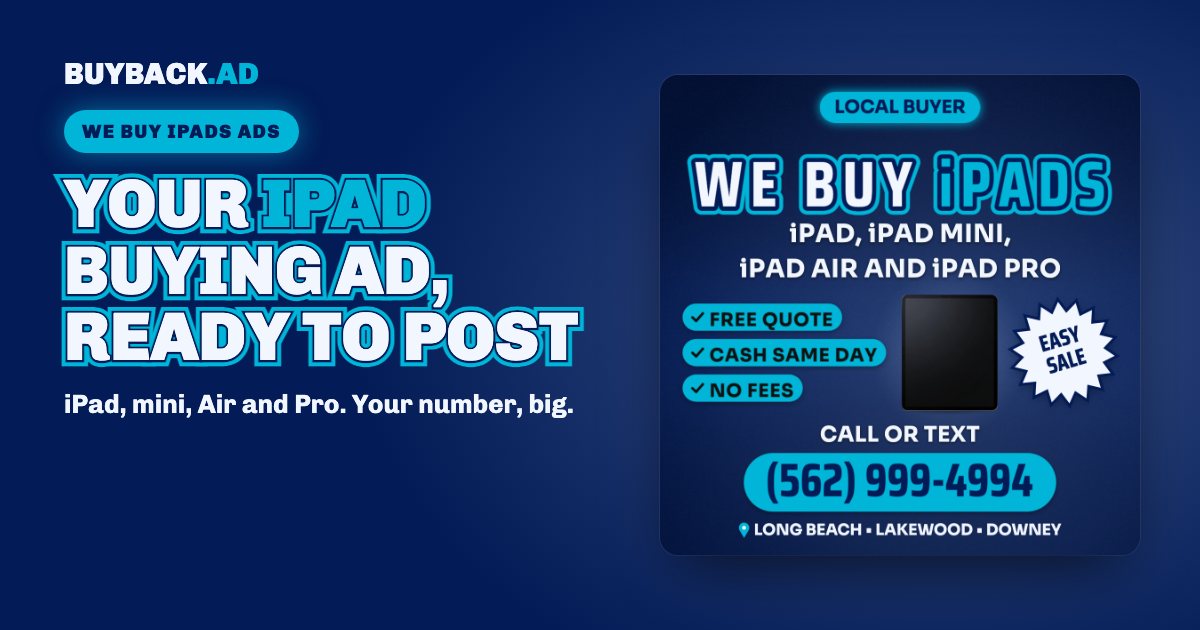 BUYBACK.AD
WE BUY IPADS ADS
YOUR IPAD
BUYING AD,
READY TO POST
iPad, mini, Air and Pro. Your number, big.
LOCAL BUYER
WE BUY iPADS
iPAD, iPAD MINI,
iPAD AIR AND iPAD PRO
FREE QUOTE
CASH SAME DAY
NO FEES
EASY
SALE
CALL OR TEXT
(562) 999-4994
LONG BEACH ▪ LAKEWOOD ▪ DOWNEY